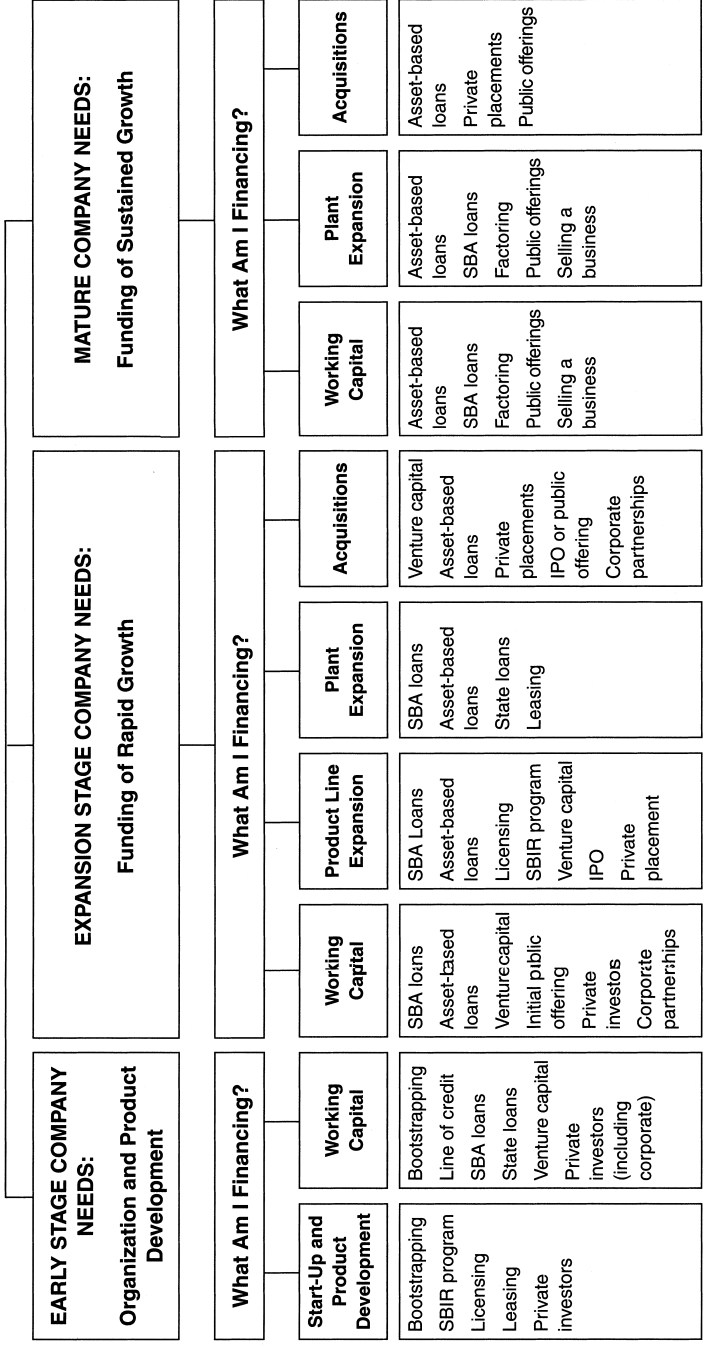 EARLY STAGE COMPANY
NEEDS:
Organization and Product
Development
What Am I Financing?
Start-Up and
Product
Development
Bootstrapping
SBIR program
Licensing
Leasing
Private
investors
Working
Capital
Bootstrapping
Line of credit
SBA loans
State loans
Venture capital
Private
investors
(including
corporate)
EXPANSION STAGE COMPANY NEEDS:
Funding of Rapid Growth
What Am I Financing?
Working
Capital
SBA loans
Asset-based
loans
Venture capital
Initial public
offering
Private
investors
Corporate
partnerships
Product Line
Expansion
SBA Loans
Asset-based
loans
Licensing
SBIR program
Venture capital
IPO
Private
placement
Plant
Expansion
SBA loans
Asset-based
loans
State loans
Leasing
Acquisitions
Venture capital
Asset-based
loans
Private
placements
IPO or public
offering
Corporate
partnerships
MATURE COMPANY NEEDS:
Funding of Sustained Growth
What Am I Financing?
Working
Capital
Asset-based
loans
SBA loans
Factoring
Public offerings
Selling a
business
Plant
Expansion
Asset-based
loans
SBA loans
Factoring
Public offerings
Selling a
business
Acquisitions
Asset-based
loans
Private
placements
Public offerings